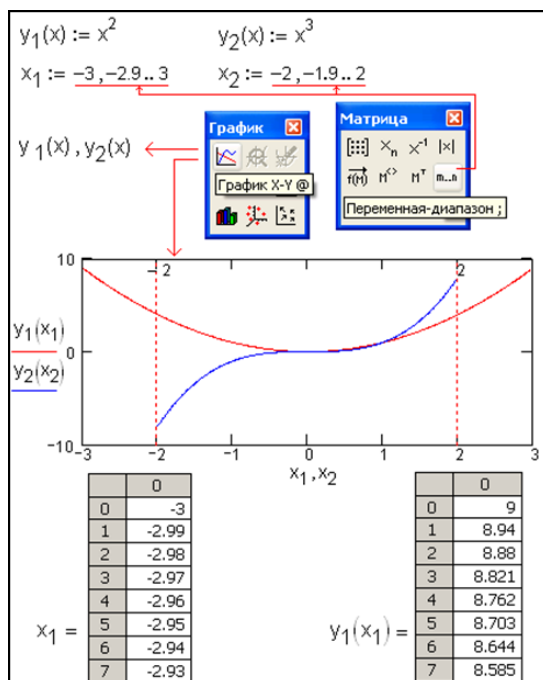 y₁(x) := x² y₂(x) := x³
x₁ := −3 , −2.9 .. 3 x₂ := −2 , −1.9 .. 2
График Матрица
y ₁(x) , y₂(x)
[⁝⁝⁝] Xₙ X⁻¹ |×|
f(M) M<> Mᵀ m..n
График X-Y @
Переменная-диапазон ;
10
−2 2
y₁(x₁)
0
y₂(x₂)
−10
−3 −2 −1 0 1 2 3
x₁ , x₂
0 0
0 -3 0 9
1 -2.99 1 8.94
2 -2.98 2 8.88
3 -2.97 3 8.821
4 -2.96 4 8.762
x₁ = 5 -2.95 y₁(x₁) = 5 8.703
6 -2.94 6 8.644
7 -2.93 7 8.585